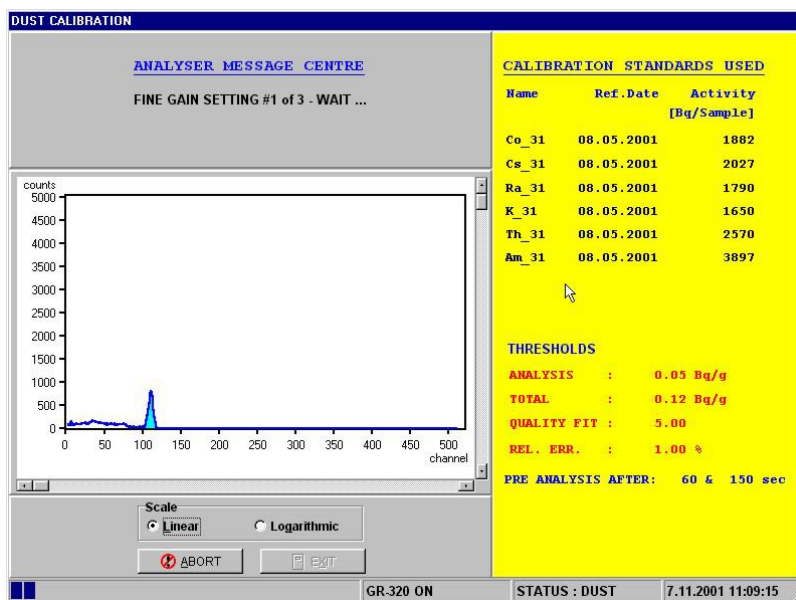 DUST CALIBRATION
ANALYSER MESSAGE CENTRE
FINE GAIN SETTING #1 of 3 - WAIT ...
counts
5000
4500
4000
3500
3000
2500
2000
1500
1000
500
0
0 50 100 150 200 250 300 350 400 450 500
channel
Scale
Linear Logarithmic
ABORT EXIT
CALIBRATION STANDARDS USED
Name Ref.Date Activity
[Bq/Sample]
Co_31 08.05.2001 1882
Cs_31 08.05.2001 2027
Ra_31 08.05.2001 1790
K_31 08.05.2001 1650
Th_31 08.05.2001 2570
Am_31 08.05.2001 3897
THRESHOLDS
ANALYSIS : 0.05 Bq/g
TOTAL : 0.12 Bq/g
QUALITY FIT : 5.00
REL. ERR. : 1.00 %
PRE ANALYSIS AFTER: 60 & 150 sec
GR-320 ON STATUS : DUST 7.11.2001 11:09:15